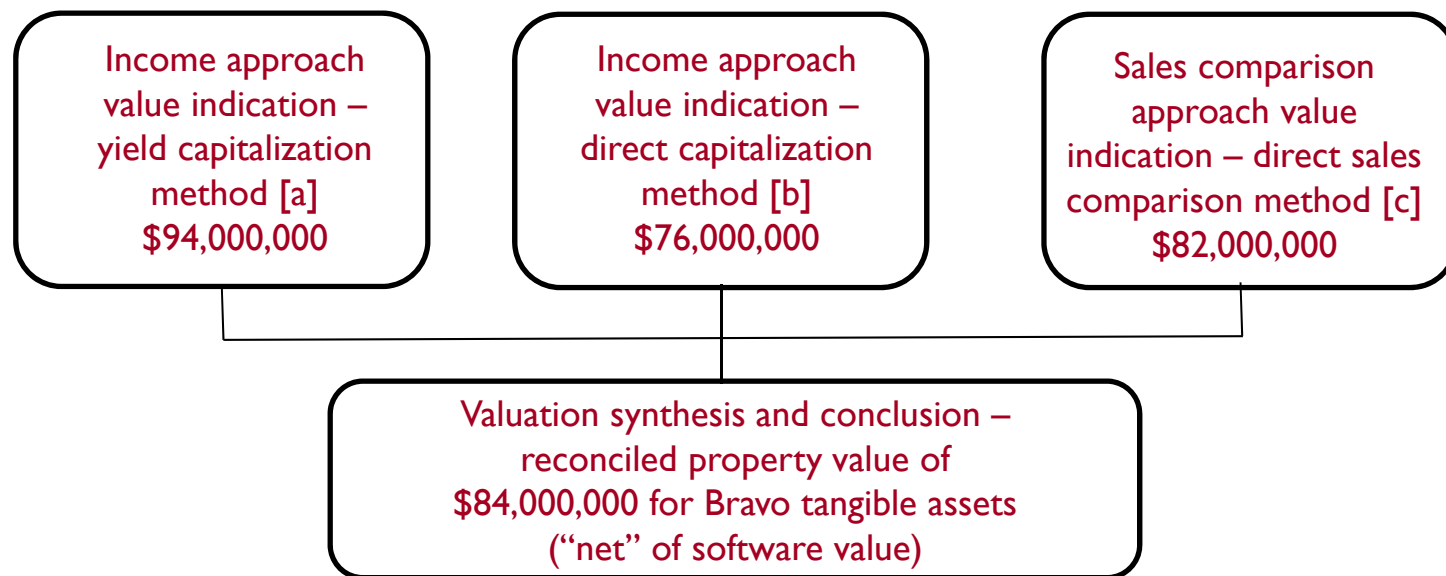 Income approach
value indication –
yield capitalization
method [a]
$94,000,000
Income approach
value indication –
direct capitalization
method [b]
$76,000,000
Sales comparison
approach value
indication – direct sales
comparison method [c]
$82,000,000
Valuation synthesis and conclusion –
reconciled property value of
$84,000,000 for Bravo tangible assets
(“net” of software value)